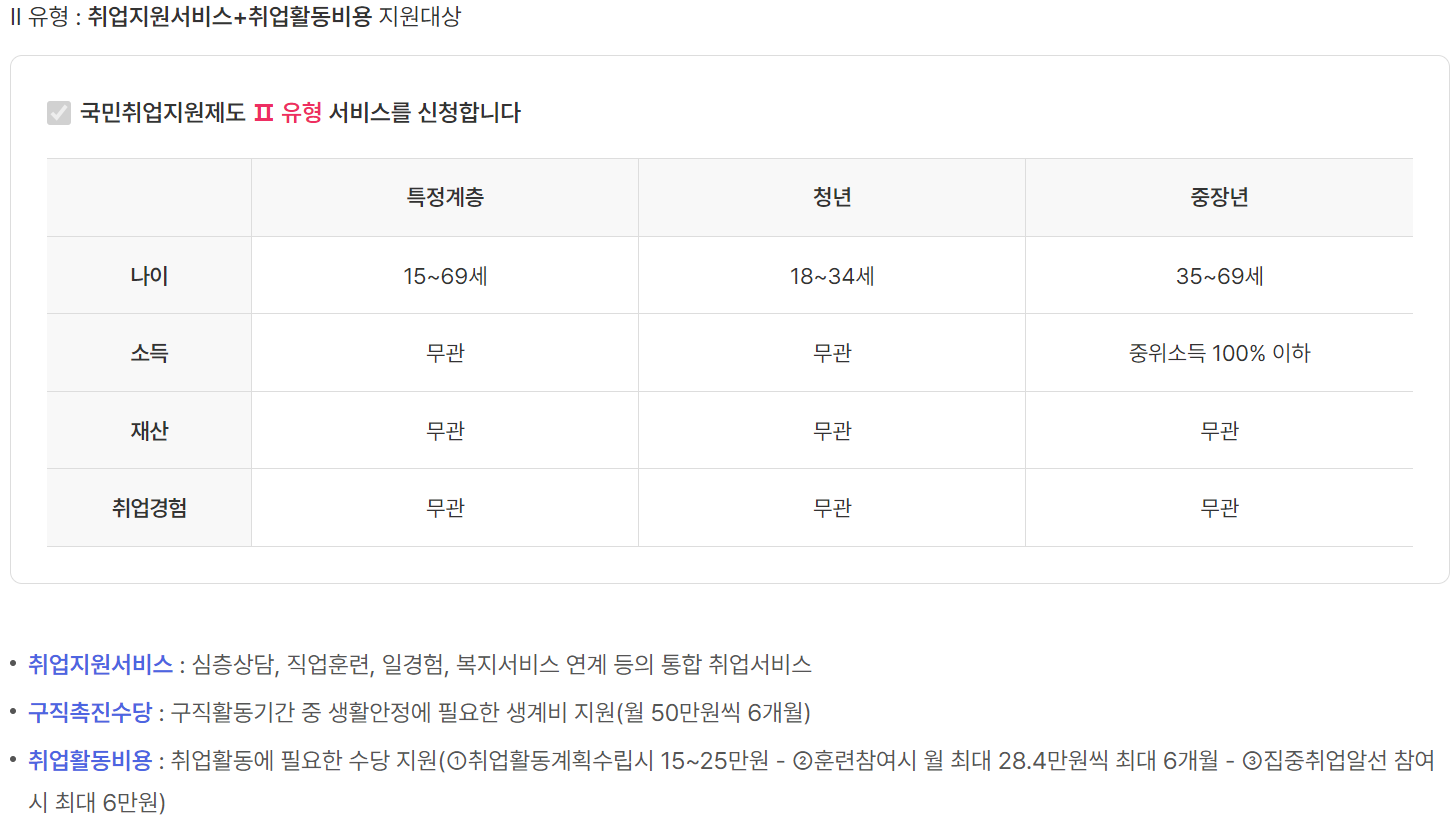 II 유형 : 취업지원서비스+취업활동비용 지원대상
국민취업지원제도 II 유형 서비스를 신청합니다
특정계층 청년 중장년
나이 15~69세 18~34세 35~69세
소득 무관 무관 중위소득 100% 이하
재산 무관 무관 무관
취업경험 무관 무관 무관
• 취업지원서비스 : 심층상담, 직업훈련, 일경험, 복지서비스 연계 등의 통합 취업서비스
• 구직촉진수당 : 구직활동기간 중 생활안정에 필요한 생계비 지원(월 50만원씩 6개월)
• 취업활동비용 : 취업활동에 필요한 수당 지원(①취업활동계획수립시 15~25만원 - ②훈련참여시 월 최대 28.4만원씩 최대 6개월 - ③집중취업알선 참여
시 최대 6만원)